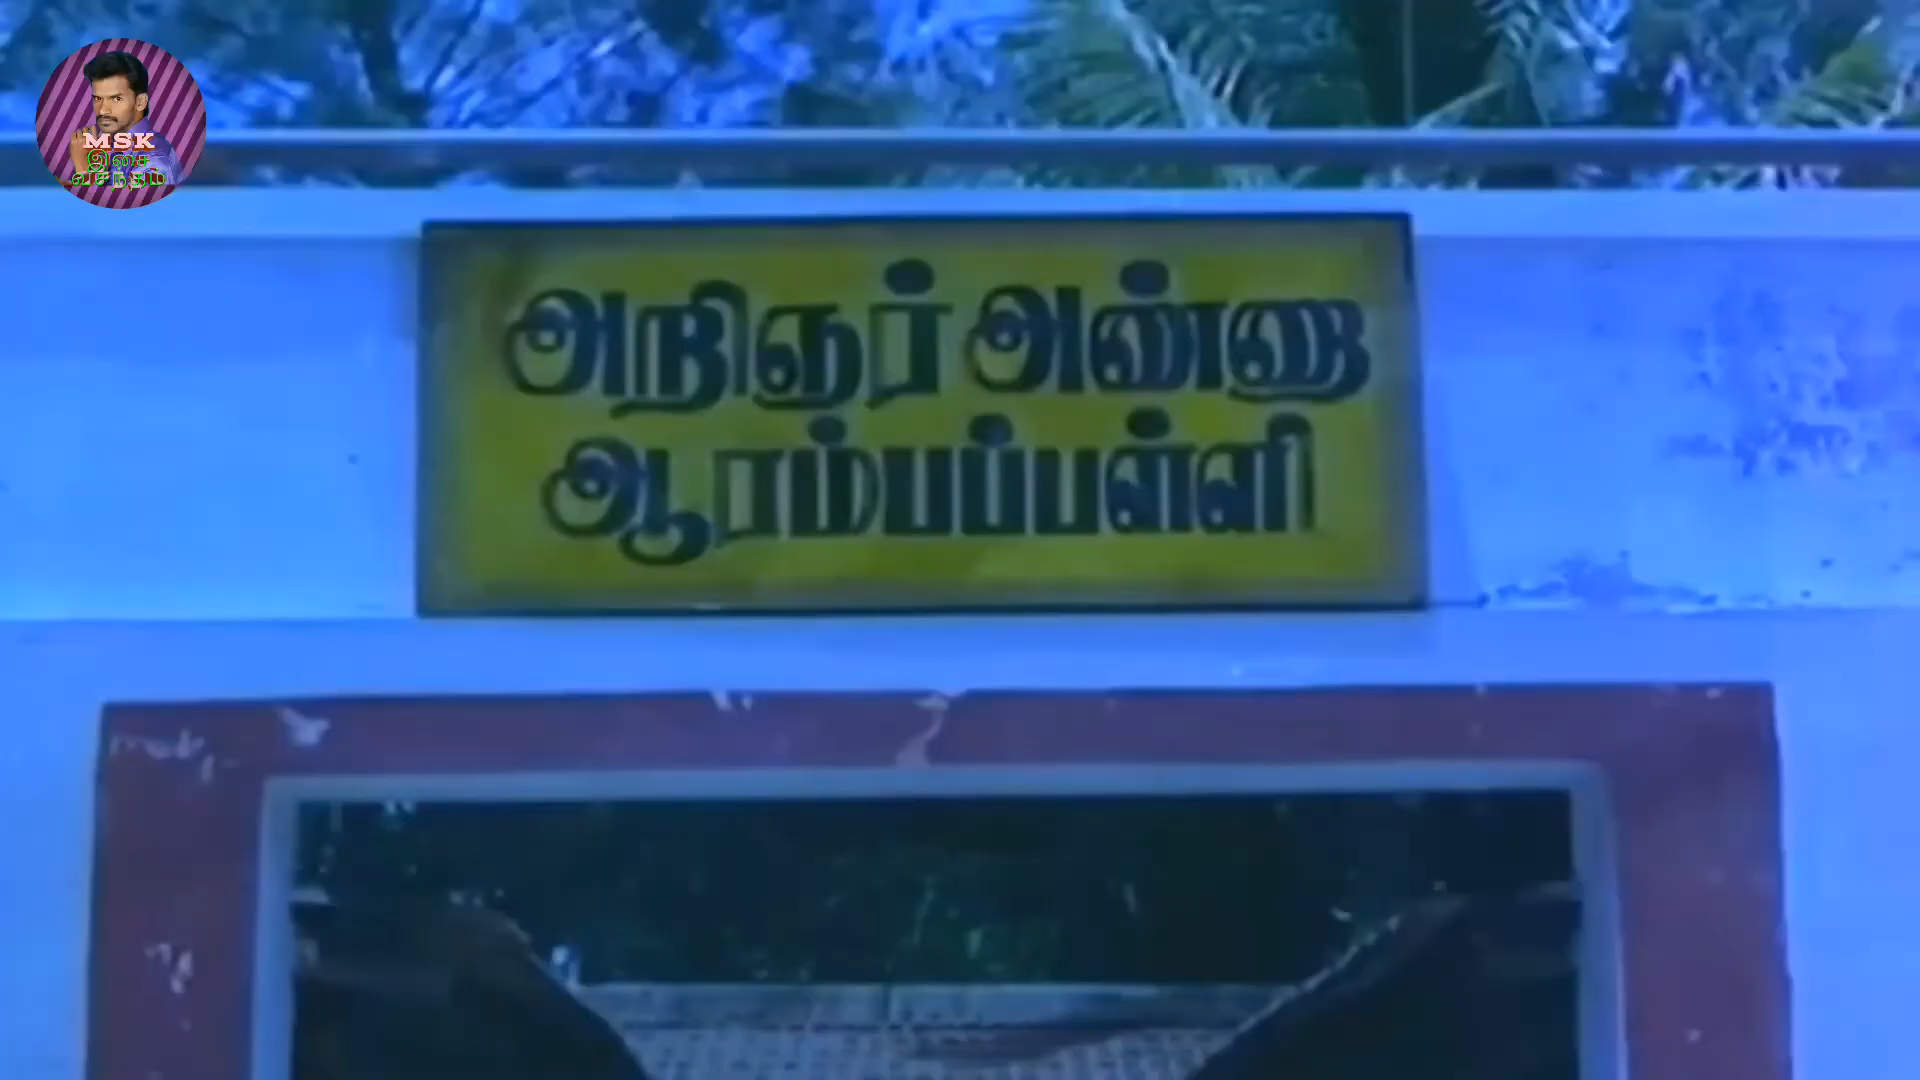 MSK
இசை
வசந்தம்
அறிஞர் அண்ணா
ஆரம்பப்பள்ளி